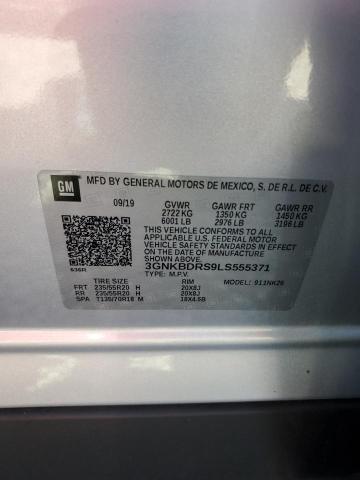 GM
MFD BY GENERAL MOTORS DE MEXICO, S. DE R.L. DE C.V.
09/19 GVWR GAWR FRT GAWR RR
2722 KG 1350 KG 1450 KG
6001 LB 2976 LB 3196 LB
THIS VEHICLE CONFORMS TO ALL APPLICABLE
U.S. FEDERAL MOTOR
VEHICLE SAFETY STANDARDS IN EFFECT ON
THE DATE OF MANUFACTURE SHOWN ABOVE.
3GNKBDRS9LS555371
TYPE: M.P.V.
636R
TIRE SIZE RIM MODEL: 911NK26
FRT 235/55R20 H 20X8J
RR 235/55R20 H 20X8J
SPA T135/70R18 M 18X4.5B